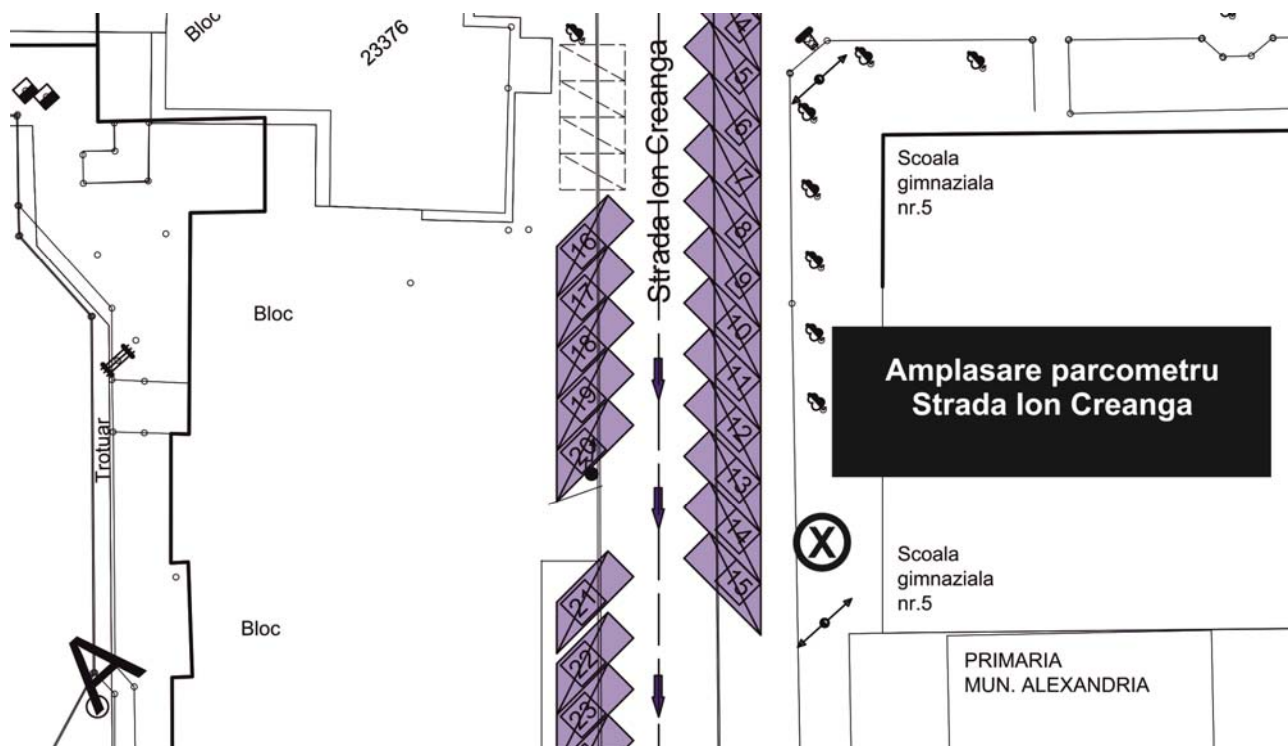 Bloc
23376
Strada Ion Creanga
4
5
6
7
8
9
10
11
12
13
14
15
16
17
18
19
20
21
22
23
Scoala
gimnaziala
nr.5
Amplasare parcometru
Strada Ion Creanga
Bloc
Trotuar
X
Scoala
gimnaziala
nr.5
Bloc
A
PRIMARIA
MUN. ALEXANDRIA